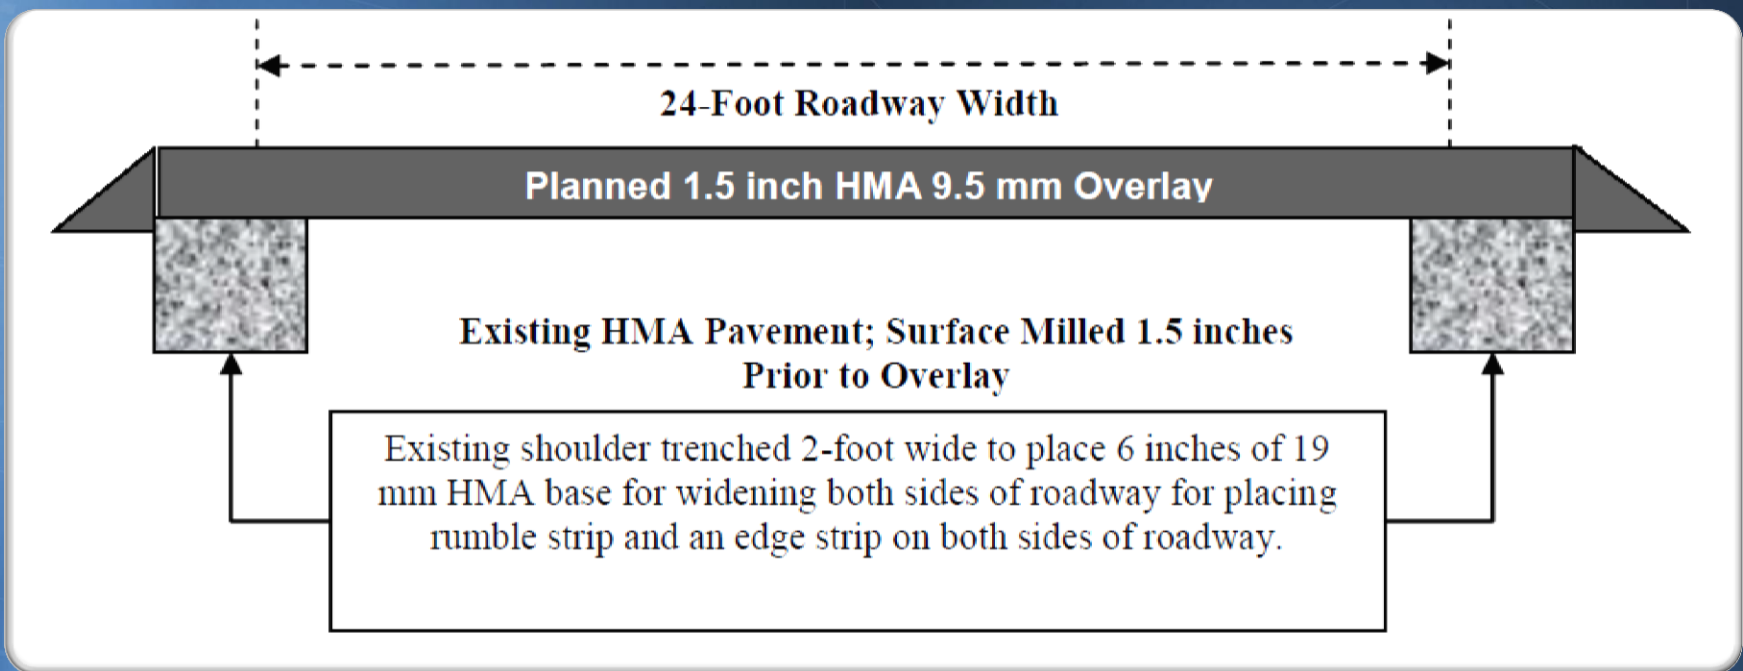 24-Foot Roadway Width
Planned 1.5 inch HMA 9.5 mm Overlay
Existing HMA Pavement; Surface Milled 1.5 inches
Prior to Overlay
Existing shoulder trenched 2-foot wide to place 6 inches of 19
mm HMA base for widening both sides of roadway for placing
rumble strip and an edge strip on both sides of roadway.